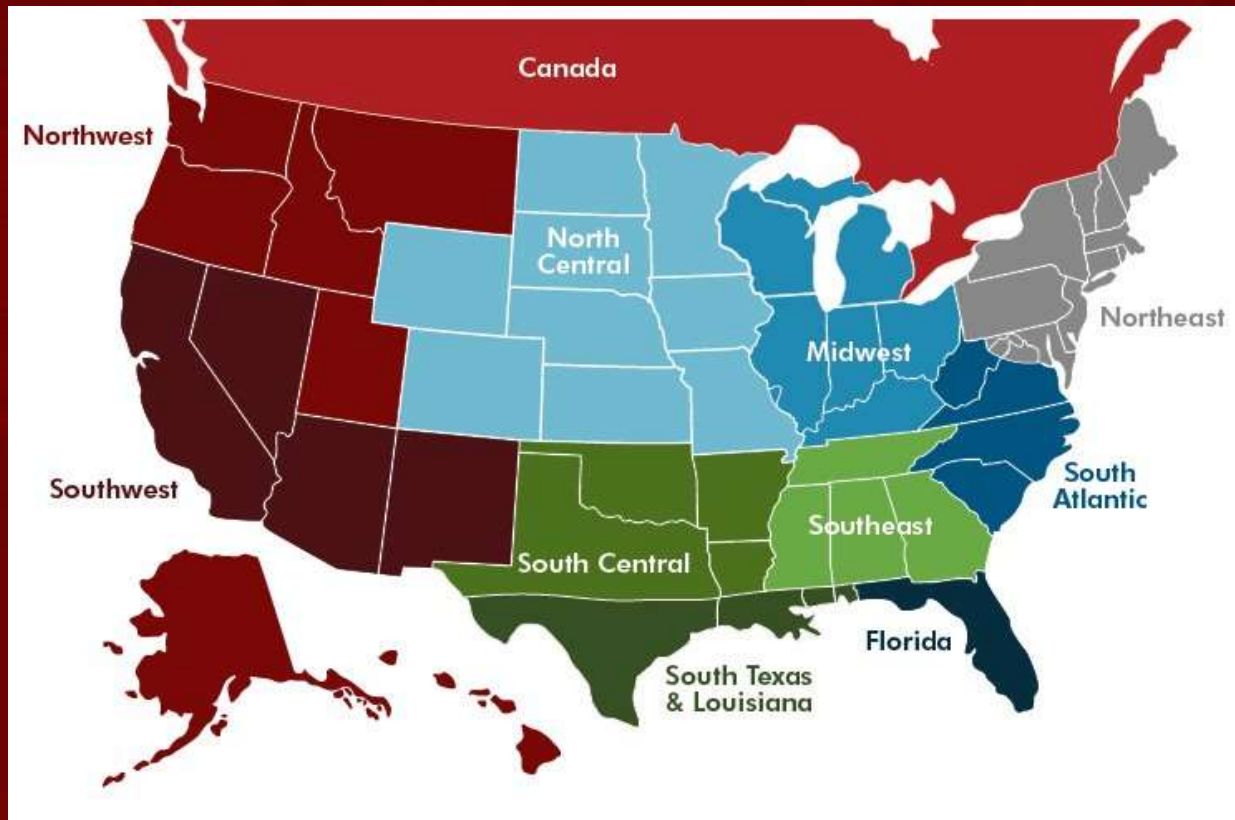 Canada
Northwest
North
Central
Northeast
Midwest
Southwest
South
Atlantic
Southeast
South Central
Florida
South Texas
& Louisiana